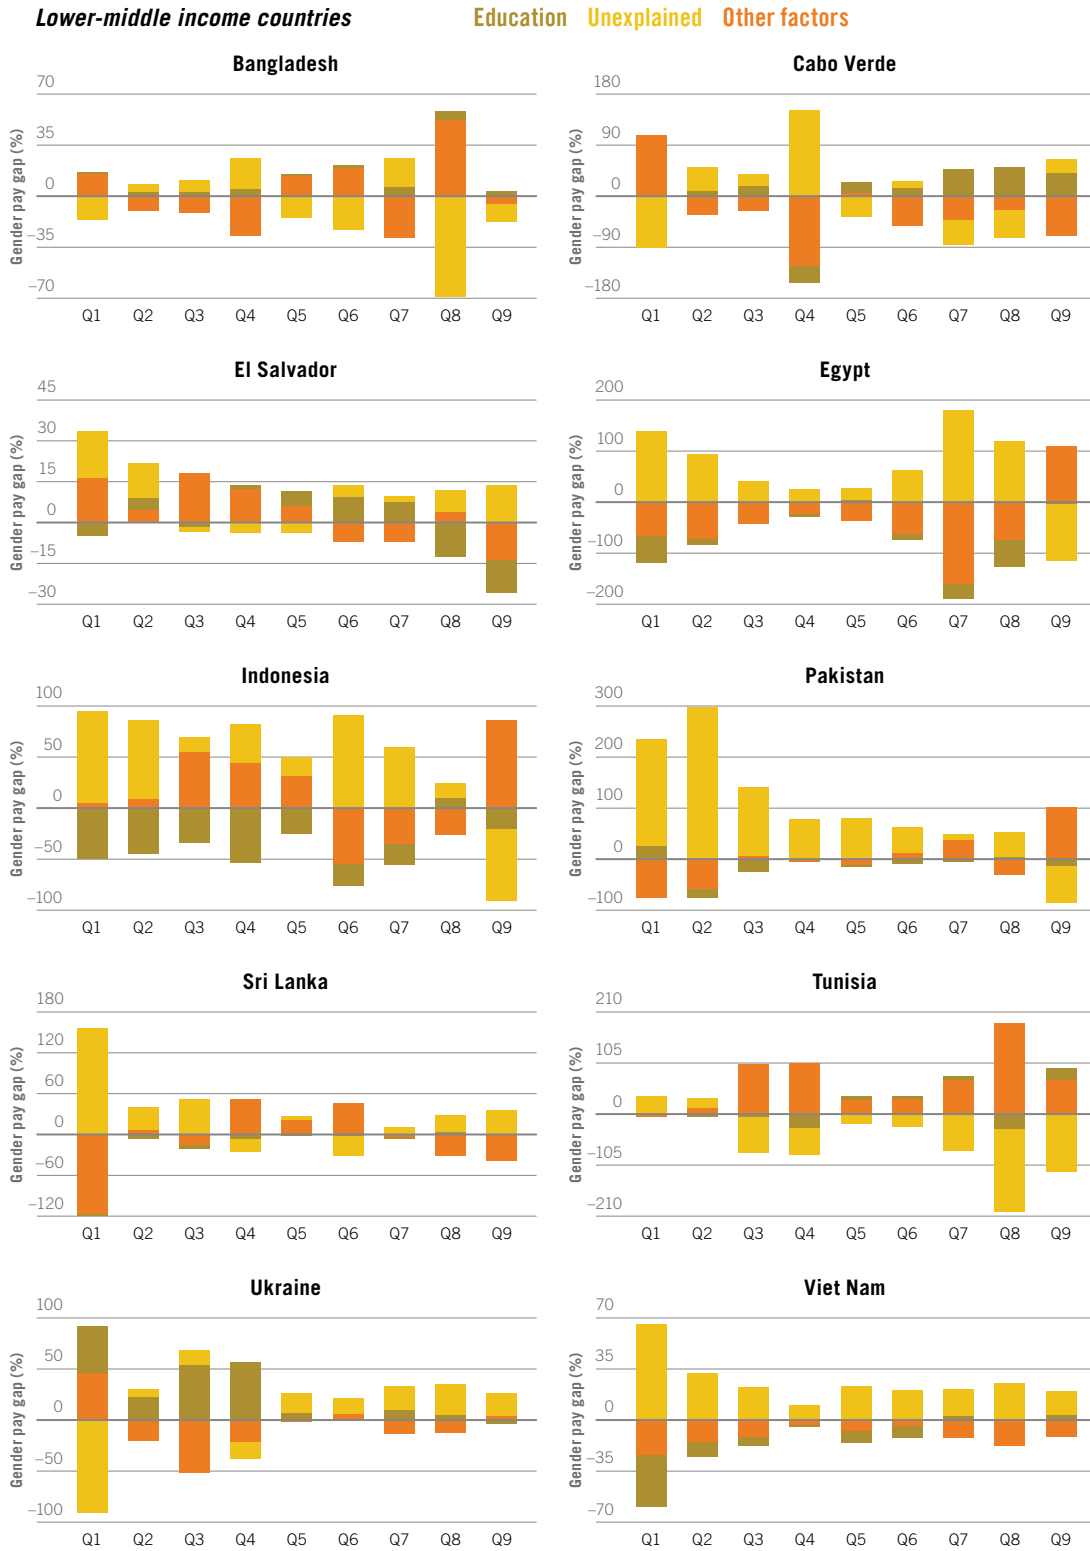 Lower-middle income countries Education Unexplained Other factors
Bangladesh
Gender pay gap (%)
70
35
0
–35
–70
Q1 Q2 Q3 Q4 Q5 Q6 Q7 Q8 Q9
Cabo Verde
Gender pay gap (%)
180
90
0
–90
–180
Q1 Q2 Q3 Q4 Q5 Q6 Q7 Q8 Q9
El Salvador
Gender pay gap (%)
45
30
15
0
–15
–30
Q1 Q2 Q3 Q4 Q5 Q6 Q7 Q8 Q9
Egypt
Gender pay gap (%)
200
100
0
–100
–200
Q1 Q2 Q3 Q4 Q5 Q6 Q7 Q8 Q9
Indonesia
Gender pay gap (%)
100
50
0
–50
–100
Q1 Q2 Q3 Q4 Q5 Q6 Q7 Q8 Q9
Pakistan
Gender pay gap (%)
300
200
100
0
–100
Q1 Q2 Q3 Q4 Q5 Q6 Q7 Q8 Q9
Sri Lanka
Gender pay gap (%)
180
120
60
0
–60
–120
Q1 Q2 Q3 Q4 Q5 Q6 Q7 Q8 Q9
Tunisia
Gender pay gap (%)
210
105
0
–105
–210
Q1 Q2 Q3 Q4 Q5 Q6 Q7 Q8 Q9
Ukraine
Gender pay gap (%)
100
50
0
–50
–100
Q1 Q2 Q3 Q4 Q5 Q6 Q7 Q8 Q9
Viet Nam
Gender pay gap (%)
70
35
0
–35
–70
Q1 Q2 Q3 Q4 Q5 Q6 Q7 Q8 Q9